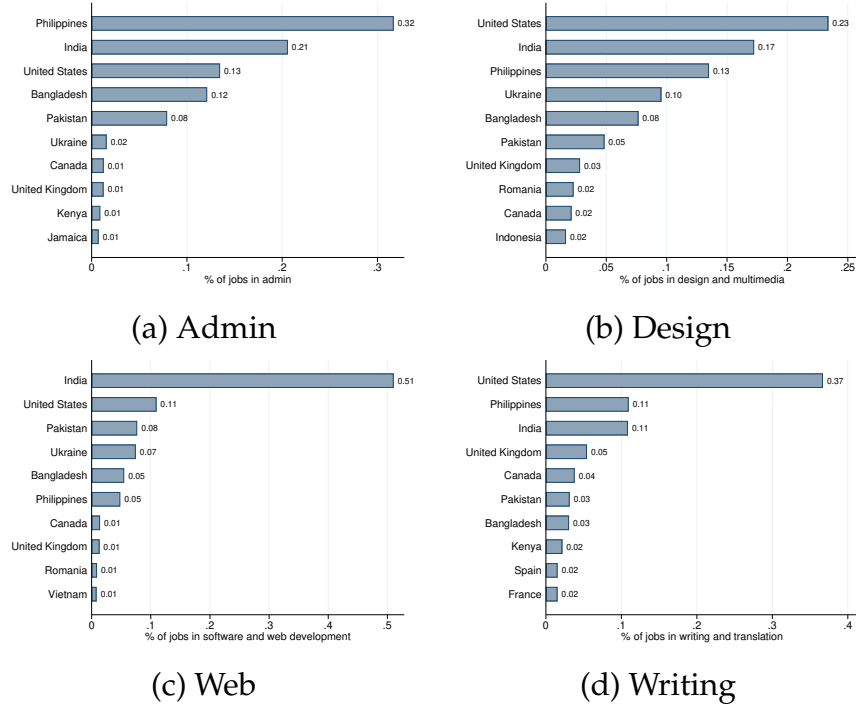 Philippines 0.32
India 0.21
United States 0.13
Bangladesh 0.12
Pakistan 0.08
Ukraine 0.02
Canada 0.01
United Kingdom 0.01
Kenya 0.01
Jamaica 0.01
0 .1 .2 .3
% of jobs in admin
(a) Admin
United States 0.23
India 0.17
Philippines 0.13
Ukraine 0.10
Bangladesh 0.08
Pakistan 0.05
United Kingdom 0.03
Romania 0.02
Canada 0.02
Indonesia 0.02
0 .05 .1 .15 .2 .25
% of jobs in design and multimedia
(b) Design
India 0.51
United States 0.11
Pakistan 0.08
Ukraine 0.07
Bangladesh 0.05
Philippines 0.05
Canada 0.01
United Kingdom 0.01
Romania 0.01
Vietnam 0.01
0 .1 .2 .3 .4 .5
% of jobs in software and web development
(c) Web
United States 0.37
Philippines 0.11
India 0.11
United Kingdom 0.05
Canada 0.04
Pakistan 0.03
Bangladesh 0.03
Kenya 0.02
Spain 0.02
France 0.02
0 .1 .2 .3 .4
% of jobs in writing and translation
(d) Writing